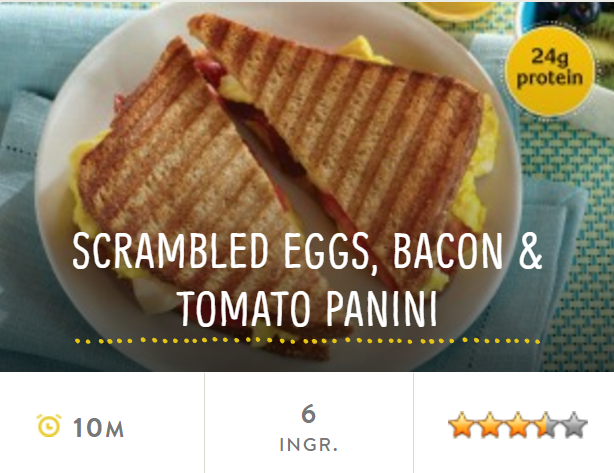 24g
protein
SCRAMBLED EGGS, BACON &
TOMATO PANINI
10M
6
INGR.